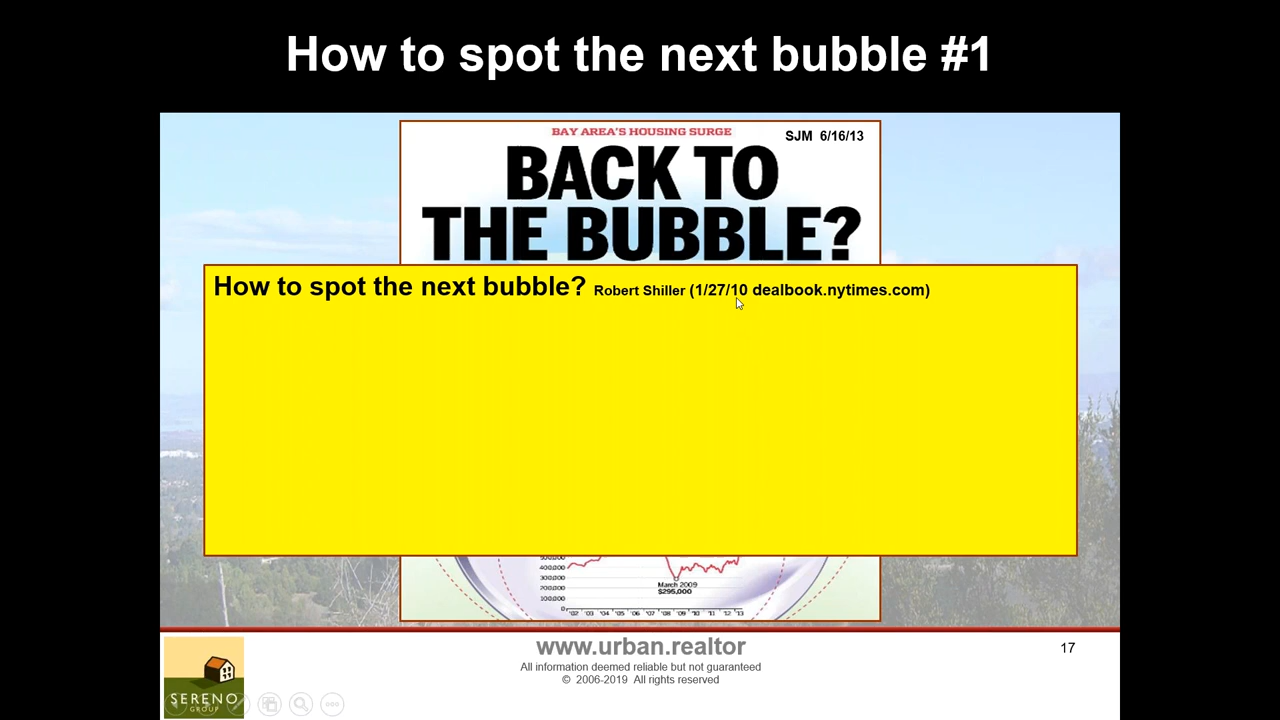 How to spot the next bubble #1
BAY AREA'S HOUSING SURGE
SJM 6/16/13
BACK TO
THE BUBBLE?
How to spot the next bubble? Robert Shiller (1/27/10 dealbook.nytimes.com)
400,000
300,000
200,000
100,000
0
March 2009
$295,000
'02 '03 '04 '05 '06 '07 '08 '09 '10 '11 '12 '13
www.urban.realtor
All information deemed reliable but not guaranteed
© 2006-2019 All rights reserved
17
SERENO
GROUP